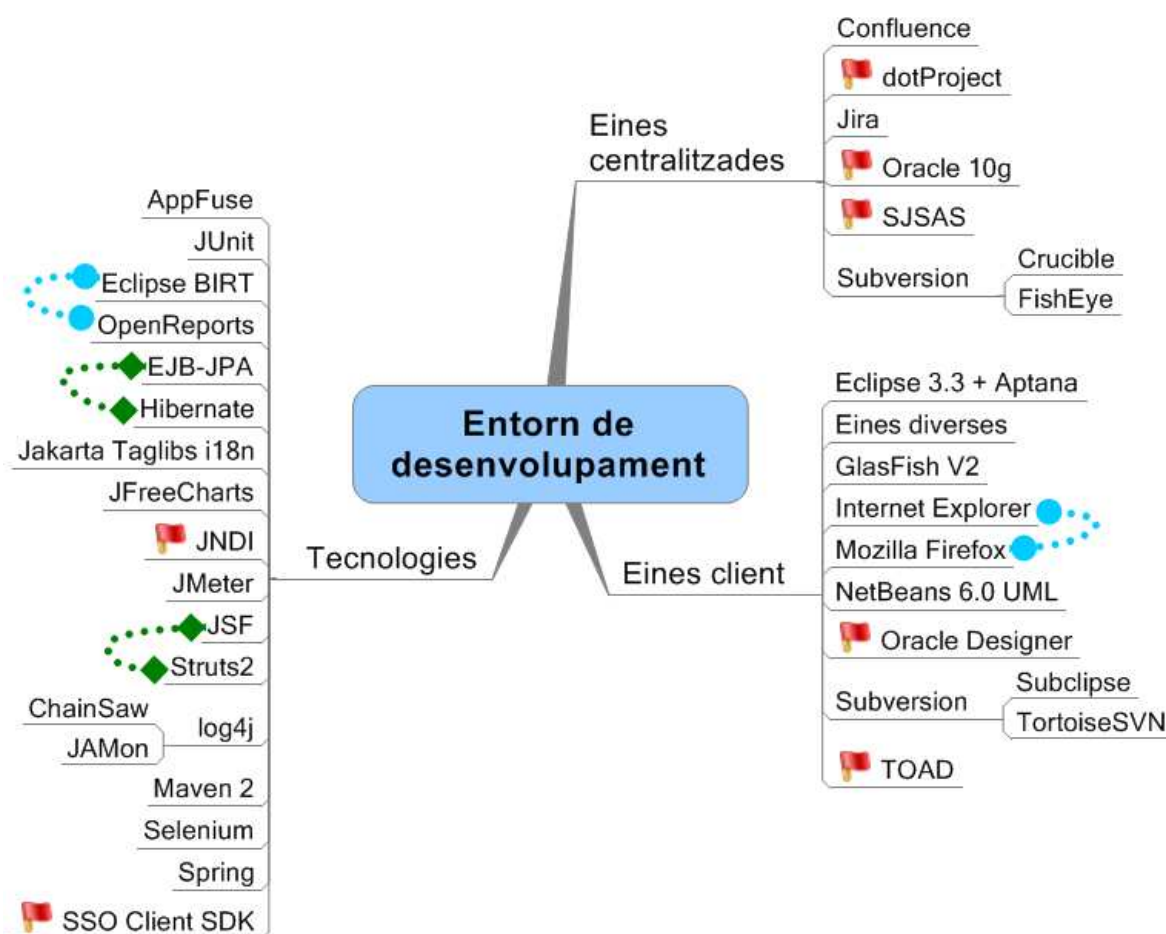 Entorn de
desenvolupament
Eines
centralitzades
Confluence
dotProject
Jira
Oracle 10g
SJSAS
Subversion
Crucible
FishEye
Eines client
Eclipse 3.3 + Aptana
Eines diverses
GlasFish V2
Internet Explorer
Mozilla Firefox
NetBeans 6.0 UML
Oracle Designer
Subversion
Subclipse
TortoiseSVN
TOAD
Tecnologies
AppFuse
JUnit
Eclipse BIRT
OpenReports
EJB-JPA
Hibernate
Jakarta Taglibs i18n
JFreeCharts
JNDI
JMeter
JSF
Struts2
log4j
ChainSaw
JAMon
Maven 2
Selenium
Spring
SSO Client SDK